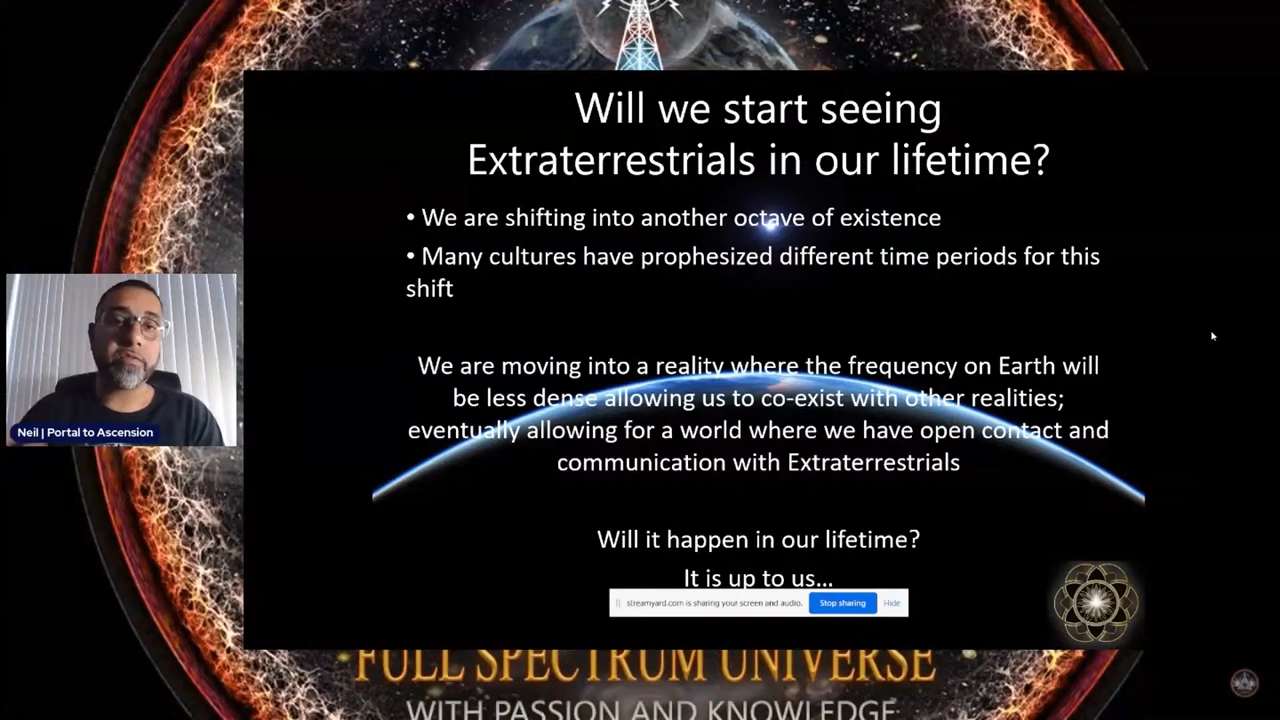 Will we start seeing
Extraterrestrials in our lifetime?
• We are shifting into another octave of existence
• Many cultures have prophesized different time periods for this
shift
We are moving into a reality where the frequency on Earth will
be less dense allowing us to co-exist with other realities;
eventually allowing for a world where we have open contact and
communication with Extraterrestrials
Will it happen in our lifetime?
It is up to us...
streamyard.com is sharing your screen and audio. Stop sharing Hide
Neil | Portal to Ascension
FULL SPECTRUM UNIVERSE
WITH PASSION AND KNOWLEDGE